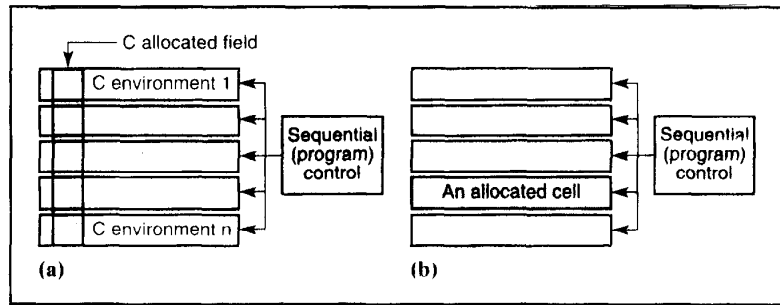 C allocated field
C environment 1
C environment n
Sequential
(program)
control
(a)
An allocated cell
Sequential
(program)
control
(b)